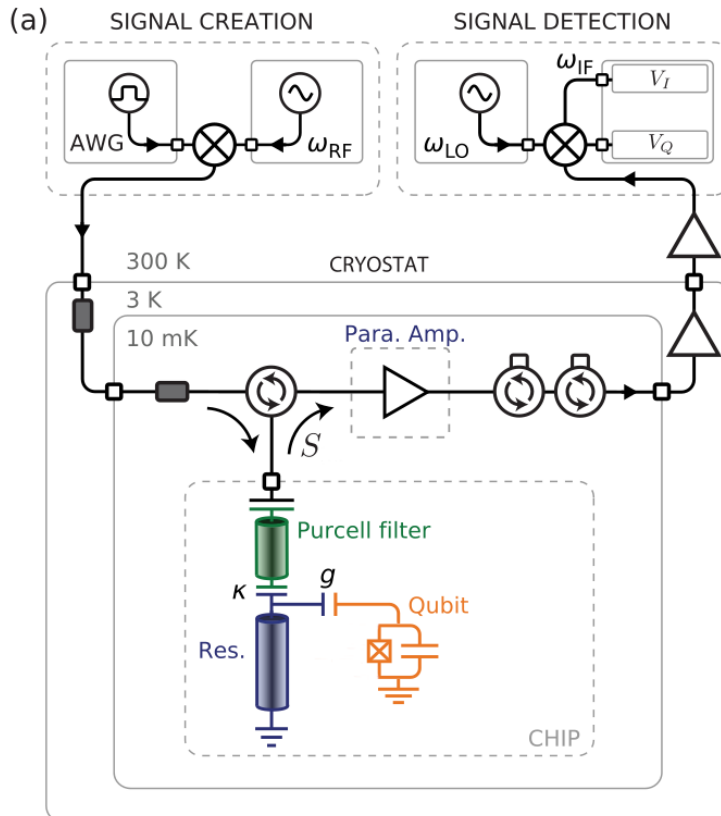 (a)
SIGNAL CREATION
SIGNAL DETECTION
AWG
ω_RF
ω_LO
ω_IF
V_I
V_Q
300 K
CRYOSTAT
3 K
10 mK
Para. Amp.
S
Purcell filter
κ
g
Qubit
Res.
CHIP